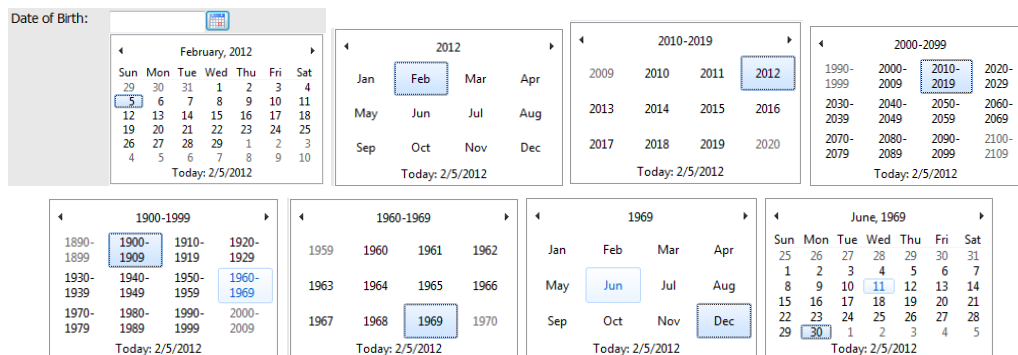 Date of Birth:
February, 2012
Sun Mon Tue Wed Thu Fri Sat
29 30 31 1 2 3 4
5 6 7 8 9 10 11
12 13 14 15 16 17 18
19 20 21 22 23 24 25
26 27 28 29 1 2 3
4 5 6 7 8 9 10
Today: 2/5/2012
2012
Jan Feb Mar Apr
May Jun Jul Aug
Sep Oct Nov Dec
Today: 2/5/2012
2010-2019
2009 2010 2011 2012
2013 2014 2015 2016
2017 2018 2019 2020
Today: 2/5/2012
2000-2099
1990- 2000- 2010- 2020-
1999 2009 2019 2029
2030- 2040- 2050- 2060-
2039 2049 2059 2069
2070- 2080- 2090- 2100-
2079 2089 2099 2109
Today: 2/5/2012
1900-1999
1890- 1900- 1910- 1920-
1899 1909 1919 1929
1930- 1940- 1950- 1960-
1939 1949 1959 1969
1970- 1980- 1990- 2000-
1979 1989 1999 2009
Today: 2/5/2012
1960-1969
1959 1960 1961 1962
1963 1964 1965 1966
1967 1968 1969 1970
Today: 2/5/2012
1969
Jan Feb Mar Apr
May Jun Jul Aug
Sep Oct Nov Dec
Today: 2/5/2012
June, 1969
Sun Mon Tue Wed Thu Fri Sat
25 26 27 28 29 30 31
1 2 3 4 5 6 7
8 9 10 11 12 13 14
15 16 17 18 19 20 21
22 23 24 25 26 27 28
29 30 1 2 3 4 5
Today: 2/5/2012